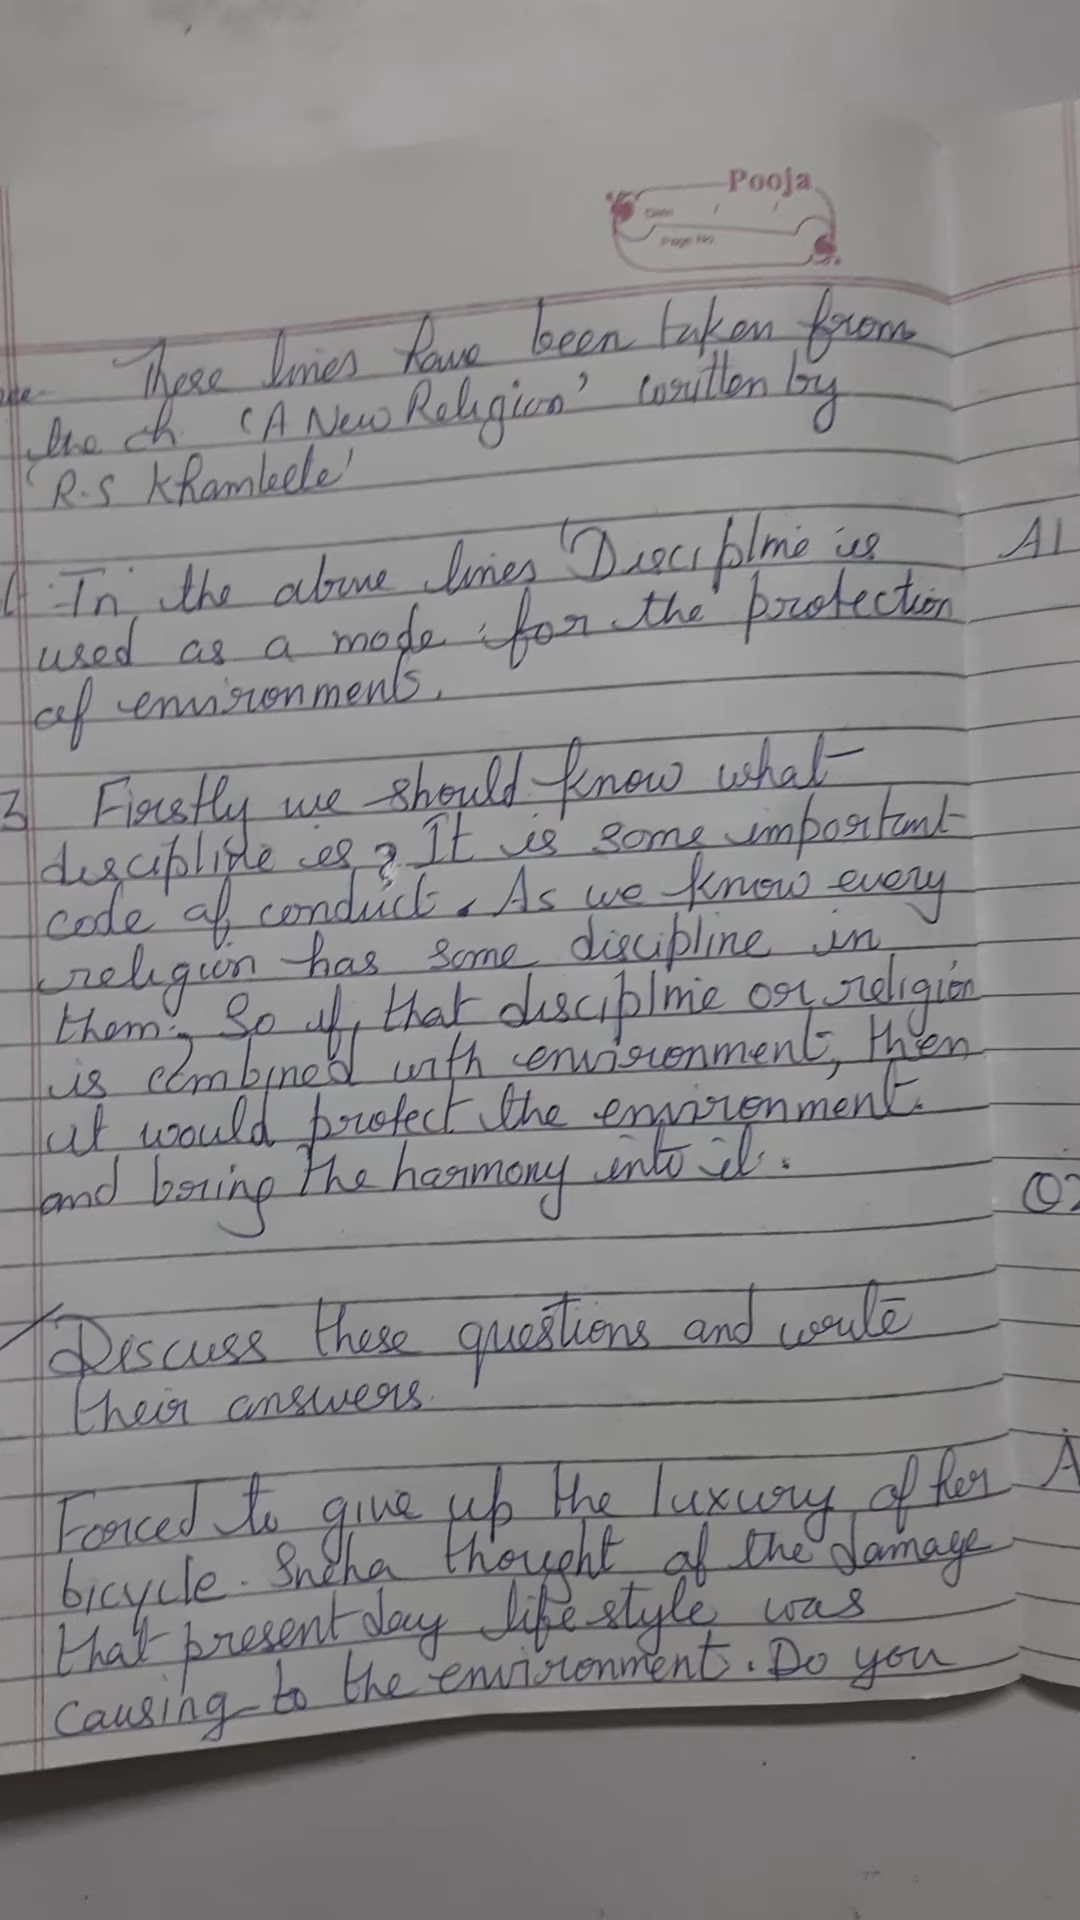 Pooja
Date / /
Page No.
These lines have been taken from
the ch 'A New Religion' written by
'R.S
In the above lines 'Discipline is
used as a mode for the protection
of environment.
3 Firstly we should know what
discipline is? It is some important
code of conduct. As we know every
religion has some discipline in
them. So if, that discipline or religion
is combined with environment, then
it would protect the environment.
and bring the harmony into it.
Discuss these questions and write
their answers.
Forced to give up the luxury of her
bicycle. Sneha thought of the damage
that present day life style was
causing to the environment. Do you
A1